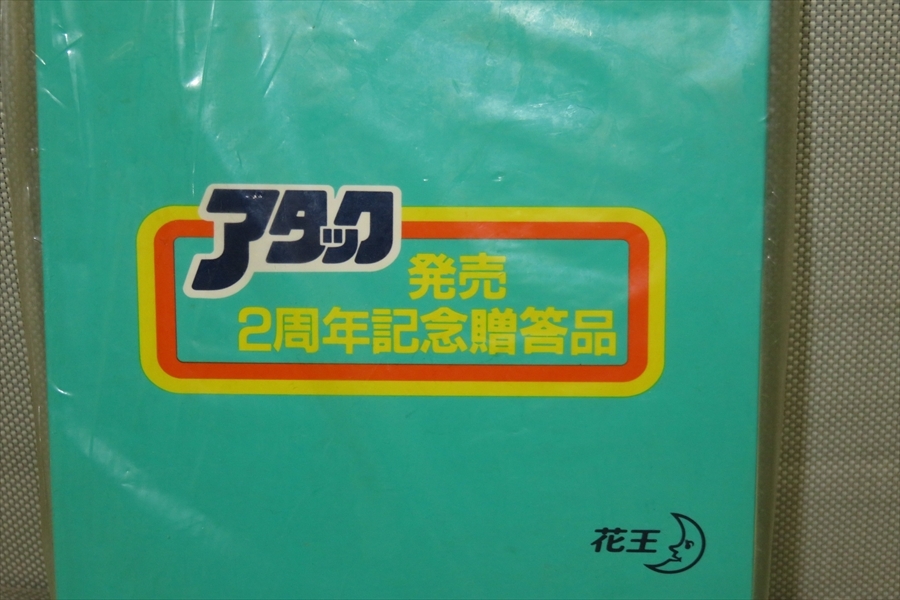 アタック
発売
2周年記念贈答品
花王